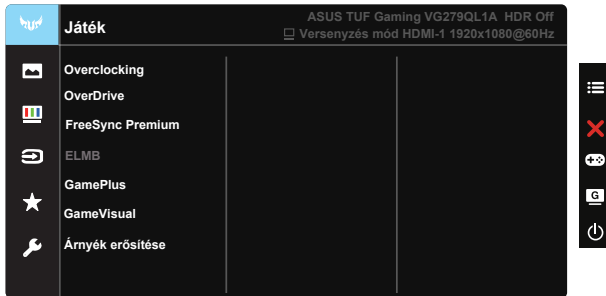 Játék
ASUS TUF Gaming VG279QL1A HDR Off
Versenyzés mód HDMI-1 1920x1080@60Hz
Overclocking
OverDrive
FreeSync Premium
ELMB
GamePlus
GameVisual
Árnyék erősítése
G